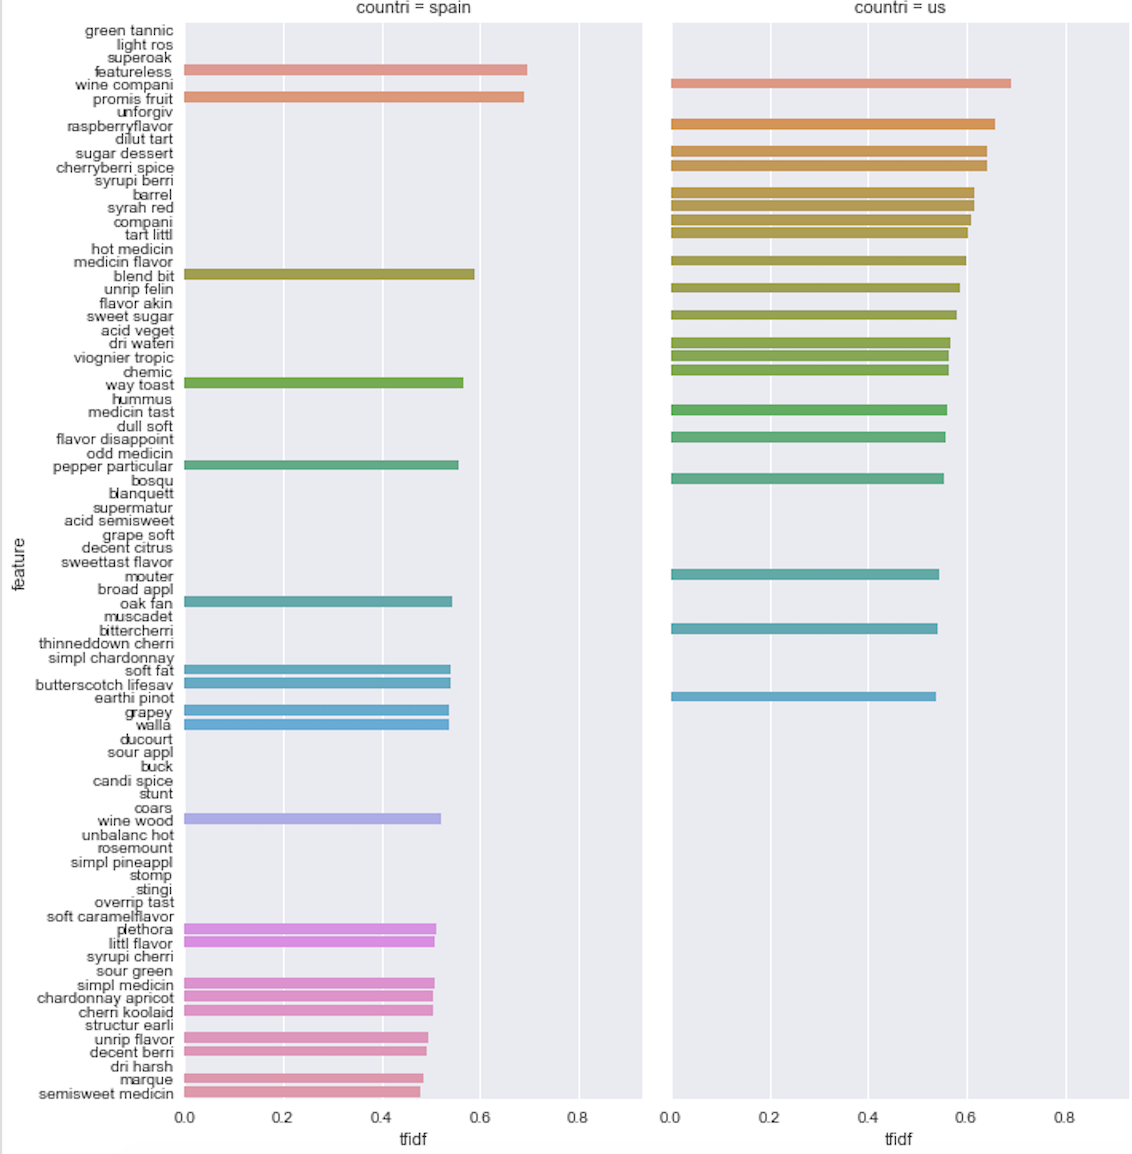 countri = spain
countri = us
green tannic
light ros
superoak
featureless
wine compani
promis fruit
unforgiv
raspberryflavor
dilut tart
sugar dessert
cherryberri spice
syrupi berri
barrel
syrah red
compani
tart littl
hot medicin
medicin flavor
blend bit
unrip felin
flavor akin
sweet sugar
acid veget
dri wateri
viognier tropic
chemic
way toast
hummus
medicin tast
dull soft
flavor disappoint
odd medicin
pepper particular
bosqu
blanquett
supermatur
acid semisweet
grape soft
decent citrus
sweettast flavor
mouter
broad appl
oak fan
muscadet
bittercherri
thinneddown cherri
simpl chardonnay
soft fat
butterscotch lifesav
earthi pinot
grapey
walla
ducourt
sour appl
buck
candi spice
stunt
coars
wine wood
unbalanc hot
rosemount
simpl pineappl
stomp
stingi
overrip tast
soft caramelflavor
plethora
littl flavor
syrupi cherri
sour green
simpl medicin
chardonnay apricot
cherri koolaid
structur earli
unrip flavor
decent berri
dri harsh
marque
semisweet medicin
feature
0.0 0.2 0.4 0.6 0.8
0.0 0.2 0.4 0.6 0.8
tfidf
tfidf